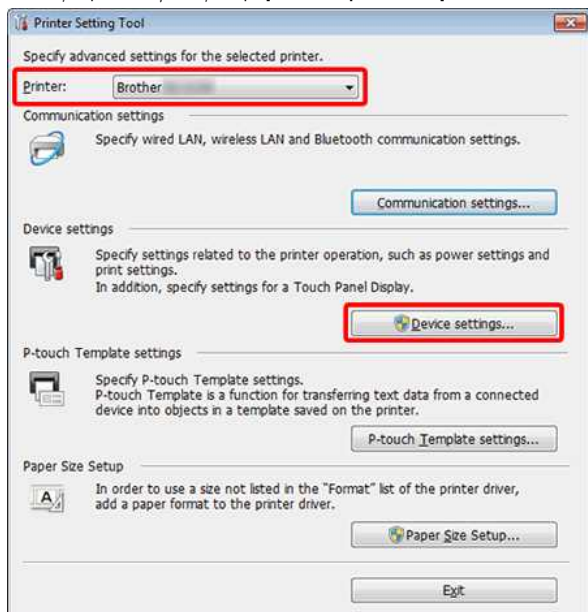 Printer Setting Tool
Specify advanced settings for the selected printer.
Printer: Brother
Communication settings
Specify wired LAN, wireless LAN and Bluetooth communication settings.
Communication settings...
Device settings
Specify settings related to the printer operation, such as power settings and
print settings.
In addition, specify settings for a Touch Panel Display.
Device settings...
P-touch Template settings
Specify P-touch Template settings.
P-touch Template is a function for transferring text data from a connected
device into objects in a template saved on the printer.
P-touch Template settings...
Paper Size Setup
In order to use a size not listed in the "Format" list of the printer driver,
add a paper format to the printer driver.
Paper Size Setup...
Exit